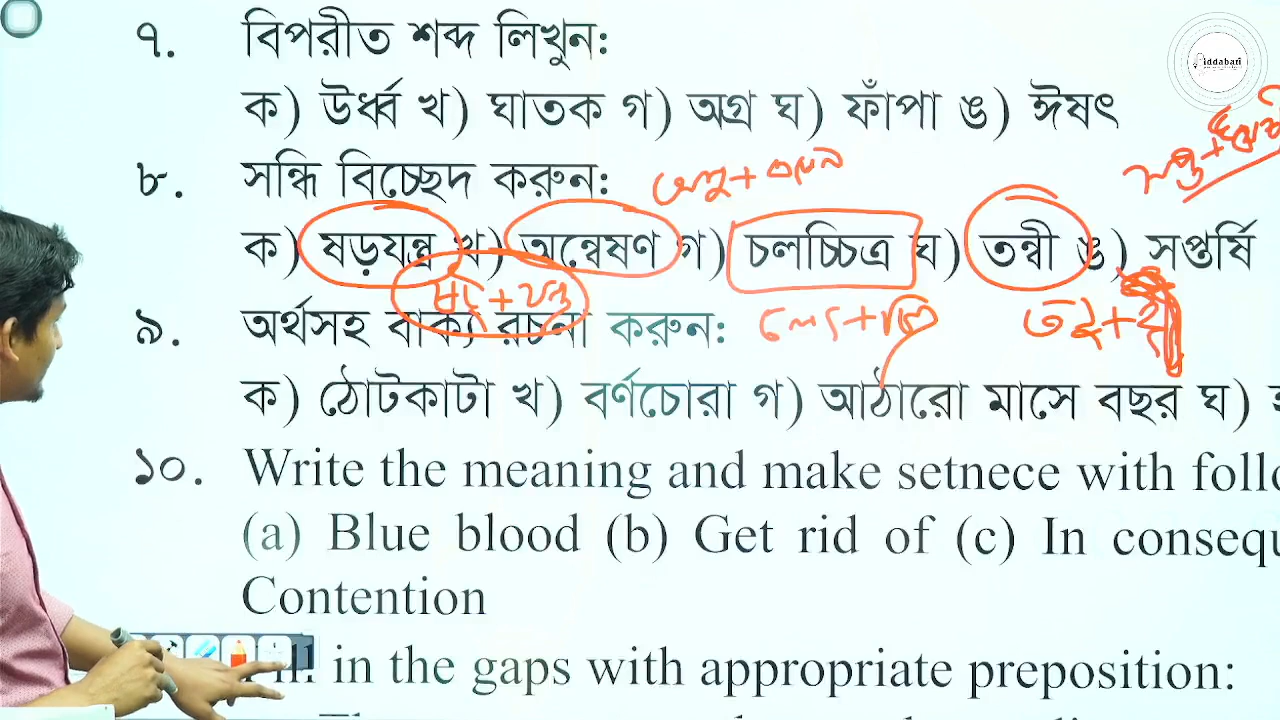 ৭. বিপরীত শব্দ লিখুন:
ক) উর্ধ্ব খ) ঘাতক গ) অগ্র ঘ) ফাঁপা ঙ) ঈষৎ
iddabari
৮. সন্ধি বিচ্ছেদ করুন:
ক) ষড়যন্ত্র খ) অন্বেষণ গ) চলচ্চিত্র ঘ) তন্বী ঙ) সপ্তর্ষি
৯. অর্থসহ বাক্য রচনা করুন:
ক) ঠোটকাটা খ) বর্ণচোরা গ) আঠারো মাসে বছর ঘ)
১০. Write the meaning and make setnece with
(a) Blue blood (b) Get rid of (c) In
Contention
in the gaps with appropriate preposition: